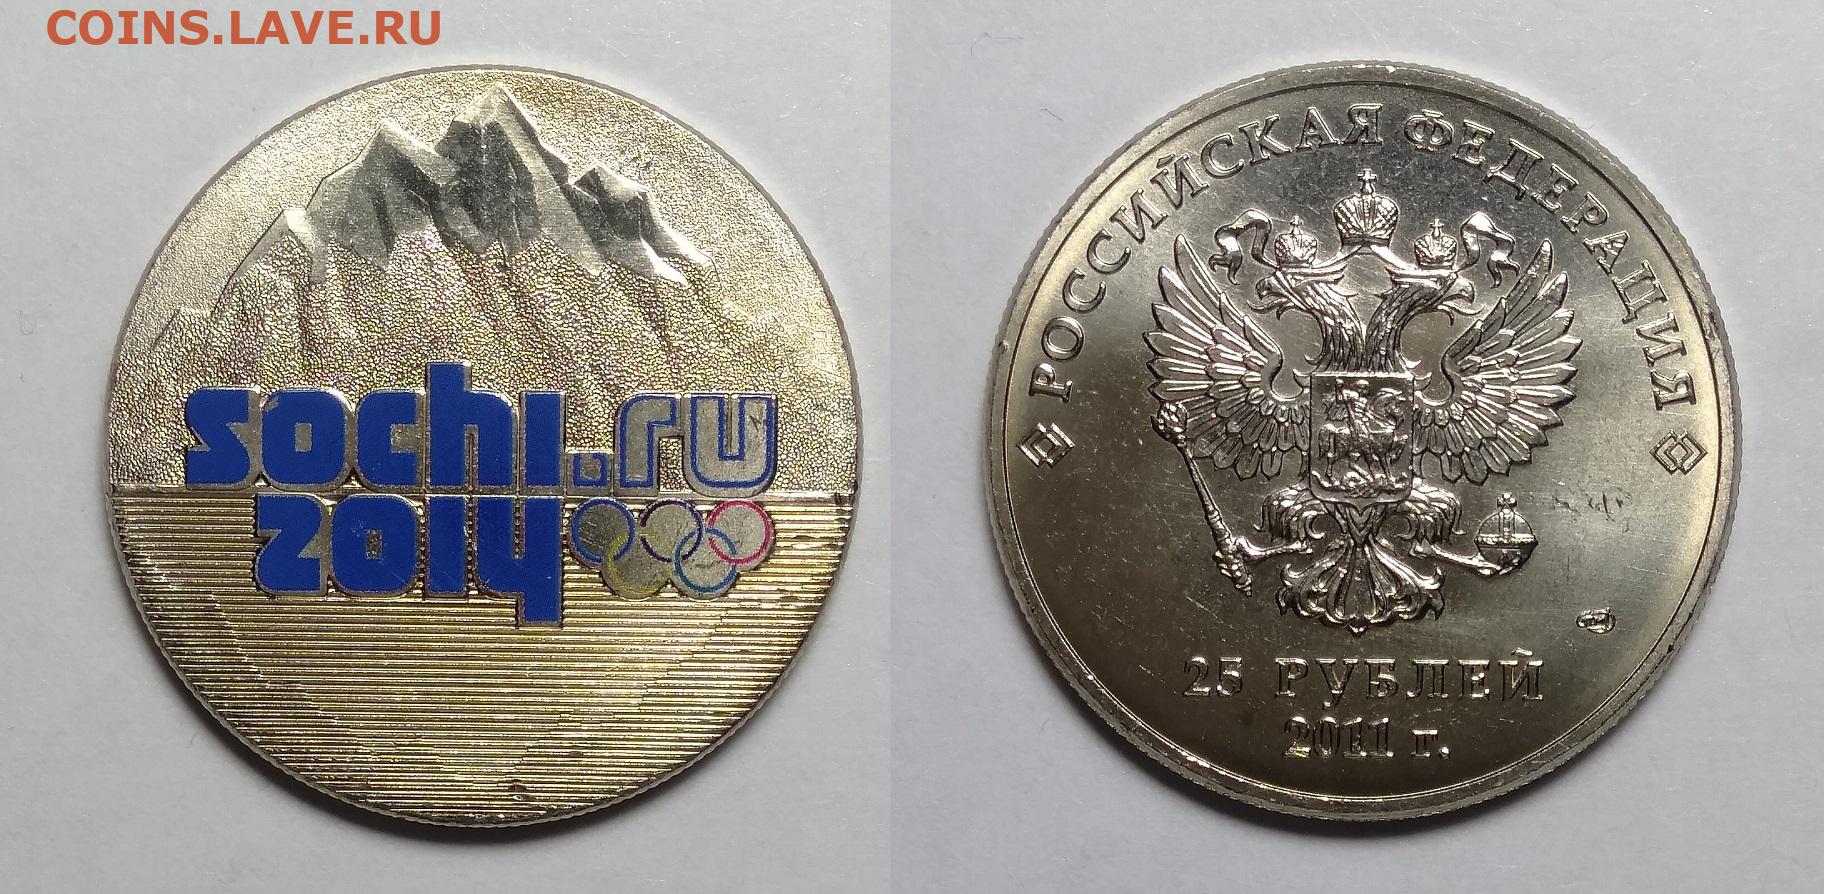 COINS.LAVE.RU
sochi.ru
2014
РОССИЙСКАЯ ФЕДЕРАЦИЯ
25 РУБЛЕЙ
2011 г.